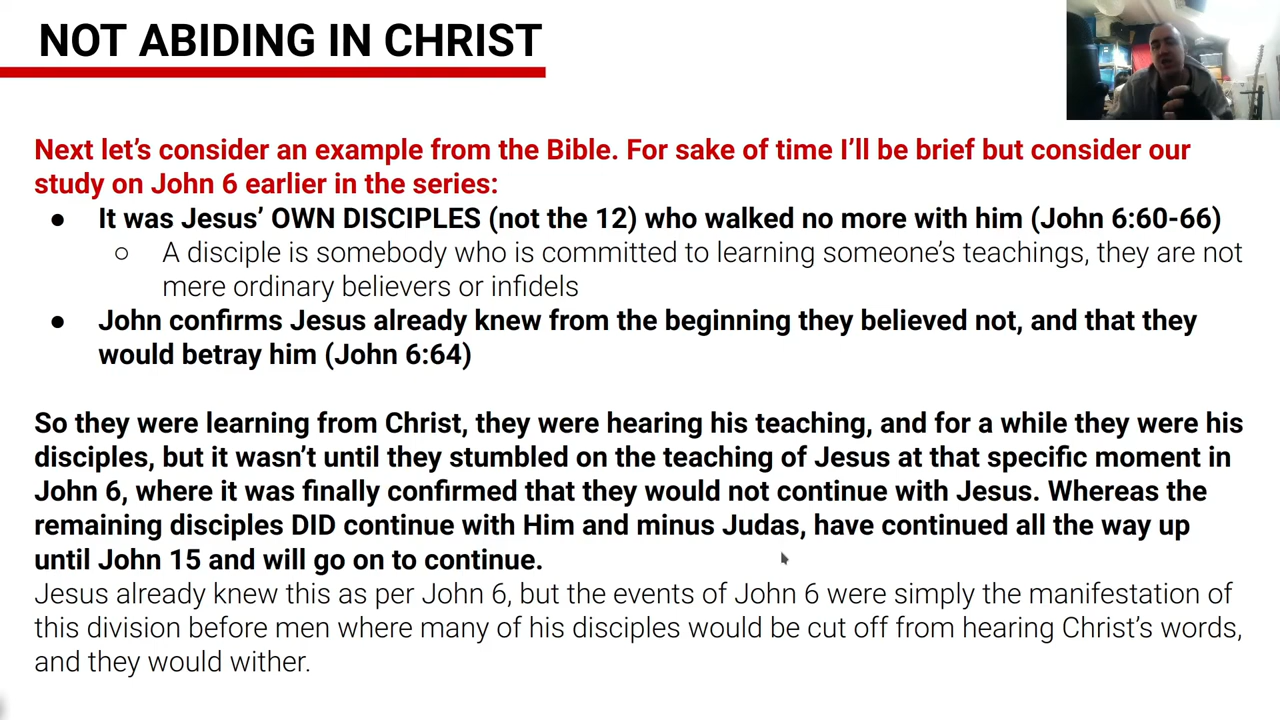 NOT ABIDING IN CHRIST
Next let's consider an example from the Bible. For sake of time I'll be brief but consider our
study on John 6 earlier in the series:
● It was Jesus' OWN DISCIPLES (not the 12) who walked no more with him (John 6:60-66)
○ A disciple is somebody who is committed to learning someone's teachings, they are not
mere ordinary believers or infidels
● John confirms Jesus already knew from the beginning they believed not, and that they
would betray him (John 6:64)
So they were learning from Christ, they were hearing his teaching, and for a while they were his
disciples, but it wasn't until they stumbled on the teaching of Jesus at that specific moment in
John 6, where it was finally confirmed that they would not continue with Jesus. Whereas the
remaining disciples DID continue with Him and minus Judas, have continued all the way up
until John 15 and will go on to continue.
Jesus already knew this as per John 6, but the events of John 6 were simply the manifestation of
this division before men where many of his disciples would be cut off from hearing Christ's words,
and they would wither.